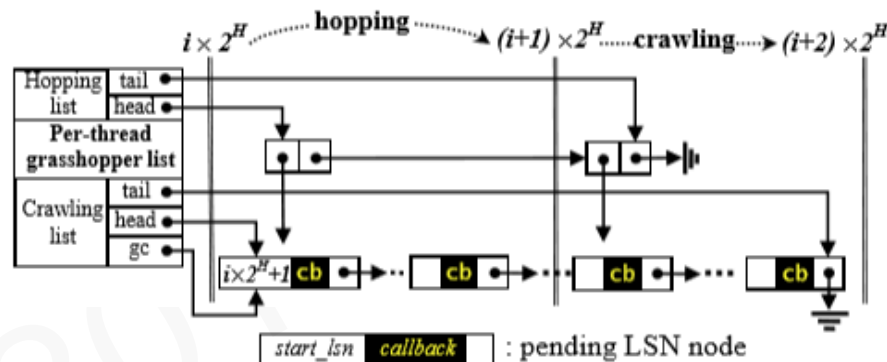 i × 2^H hopping (i+1) ×2^H crawling (i+2) ×2^H
Hopping list
tail
head
Per-thread grasshopper list
Crawling list
tail
head
gc
i×2^H+1 cb
cb
cb
cb
start_lsn callback : pending LSN node